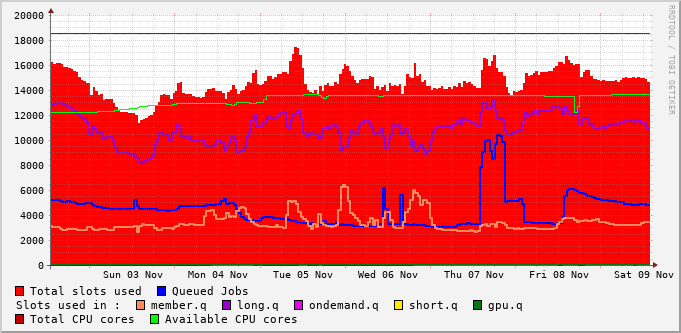 20000
18000
16000
14000
12000
10000
8000
6000
4000
2000
0
Sun 03 Nov Mon 04 Nov Tue 05 Nov Wed 06 Nov Thu 07 Nov Fri 08 Nov Sat 09 Nov
Total slots used Queued Jobs
Slots used in : member.q long.q ondemand.q short.q gpu.q
Total CPU cores Available CPU cores
RRDTOOL / TOBI OETIKER